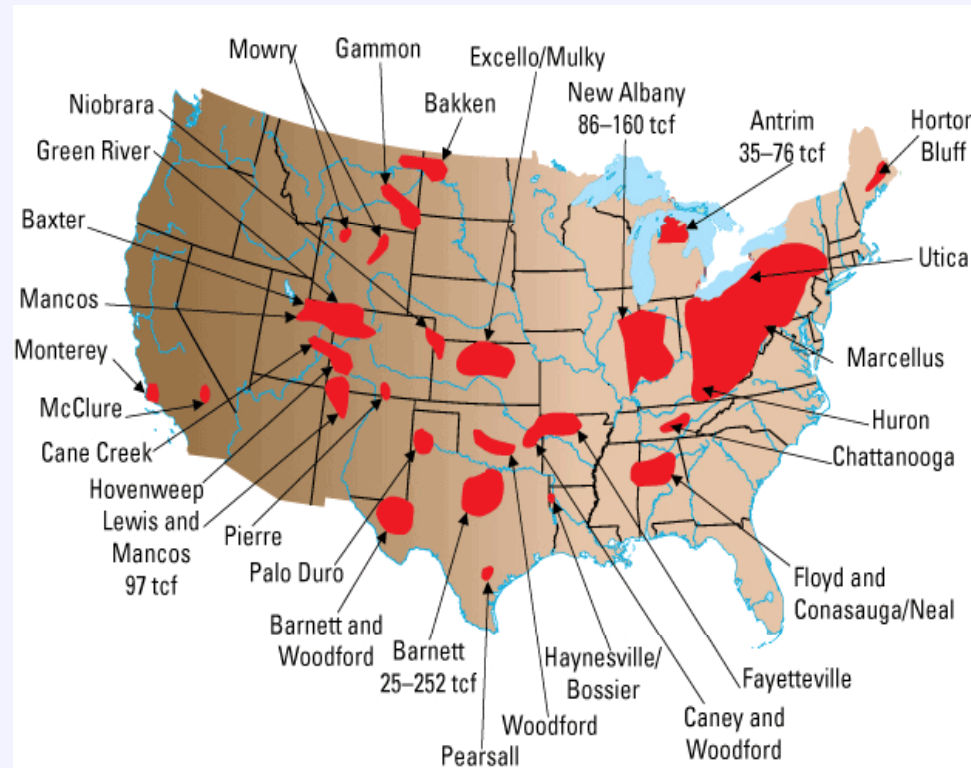 Mowry
Gammon
Excello/Mulky
Niobrara
Bakken
New Albany
86–160 tcf
Antrim
35–76 tcf
Horton
Bluff
Green River
Baxter
Utica
Mancos
Monterey
Marcellus
McClure
Huron
Cane Creek
Chattanooga
Hovenweep
Lewis and
Mancos
97 tcf
Pierre
Palo Duro
Floyd and
Conasauga/Neal
Barnett and
Woodford
Barnett
25–252 tcf
Haynesville/
Bossier
Fayetteville
Woodford
Caney and
Woodford
Pearsall